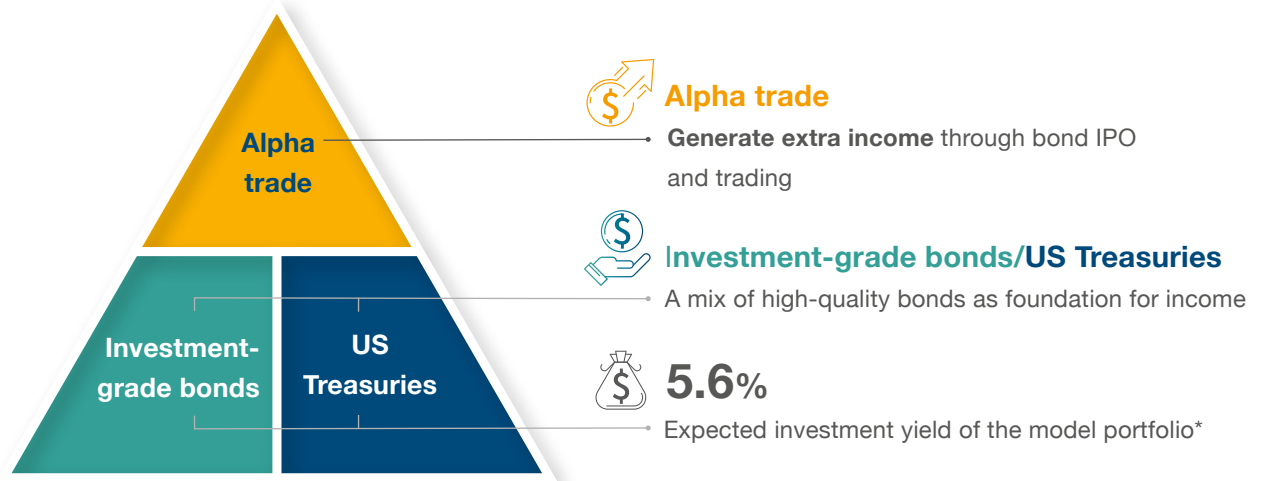 Alpha
trade
Investment-
grade bonds
US
Treasuries
$
Alpha trade
Generate extra income through bond IPO
and trading
$
Investment-grade bonds/US Treasuries
A mix of high-quality bonds as foundation for income
$
5.6%
Expected investment yield of the model portfolio*